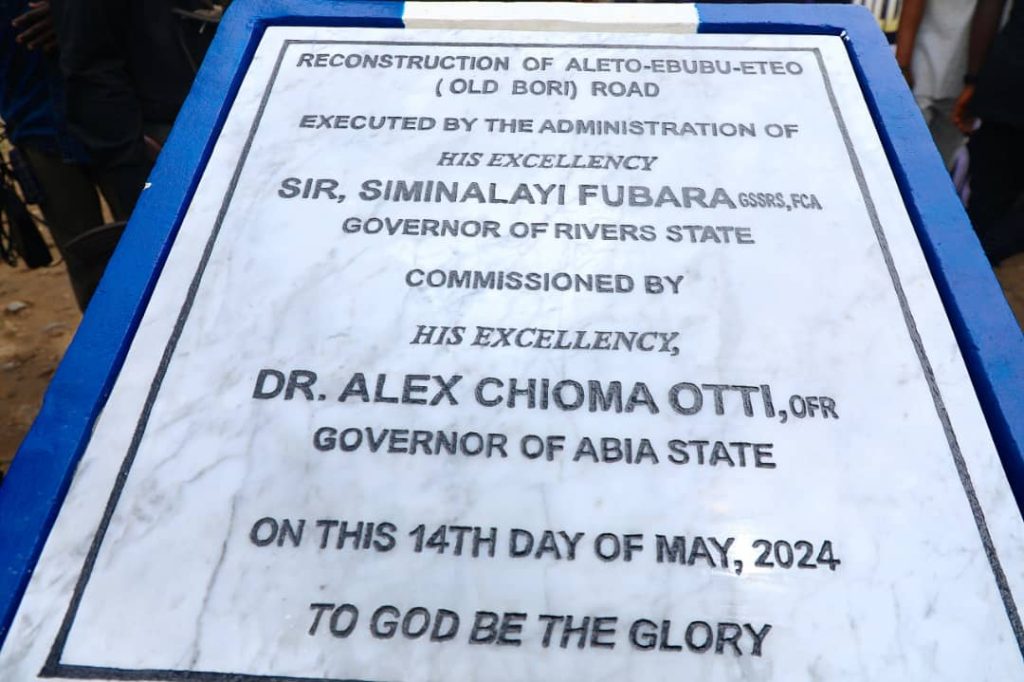 RECONSTRUCTION OF ALETO-EBUBU-ETEO
( OLD BORI) ROAD
EXECUTED BY THE ADMINISTRATION OF
HIS EXCELLENCY
SIR, SIMINALAYI FUBARA GSSRS,FCA
GOVERNOR OF RIVERS STATE
COMMISSIONED BY
HIS EXCELLENCY,
DR. ALEX CHIOMA OTTI,OFR
GOVERNOR OF ABIA STATE
ON THIS 14TH DAY OF MAY, 2024
TO GOD BE THE GLORY